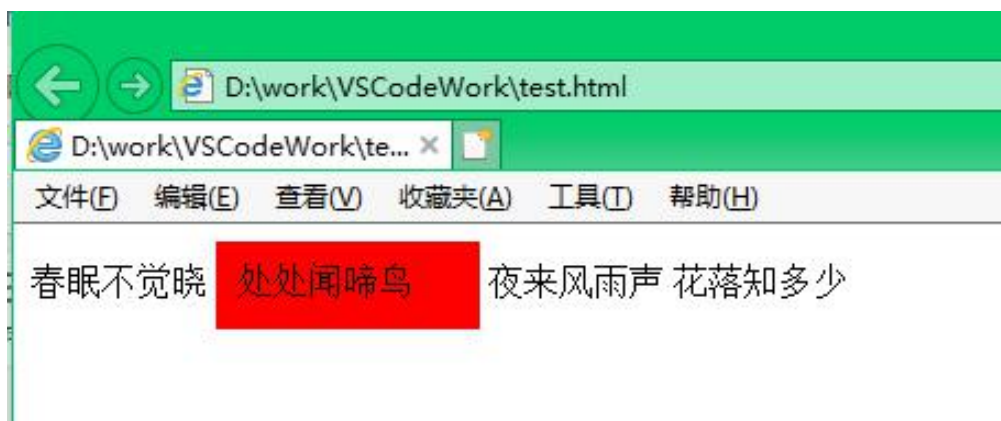 D:\work\VSCodeWork\test.html
D:\work\VSCodeWork\te...
文件(F) 编辑(E) 查看(V) 收藏夹(A) 工具(T) 帮助(H)
春眠不觉晓 处处闻啼鸟 夜来风雨声 花落知多少